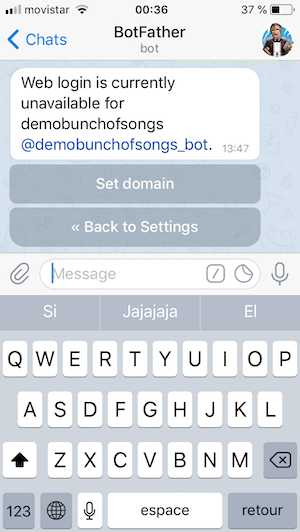 movistar 00:36 37 %
Chats BotFather
bot
Web login is currently
unavailable for
demobunchofsongs
@demobunchofsongs_bot. 13:47
Set domain
« Back to Settings
Message
Si Jajajaja El
Q W E R T Y U I O P
A S D F G H J K L
Z X C V B N M
123 espace retour